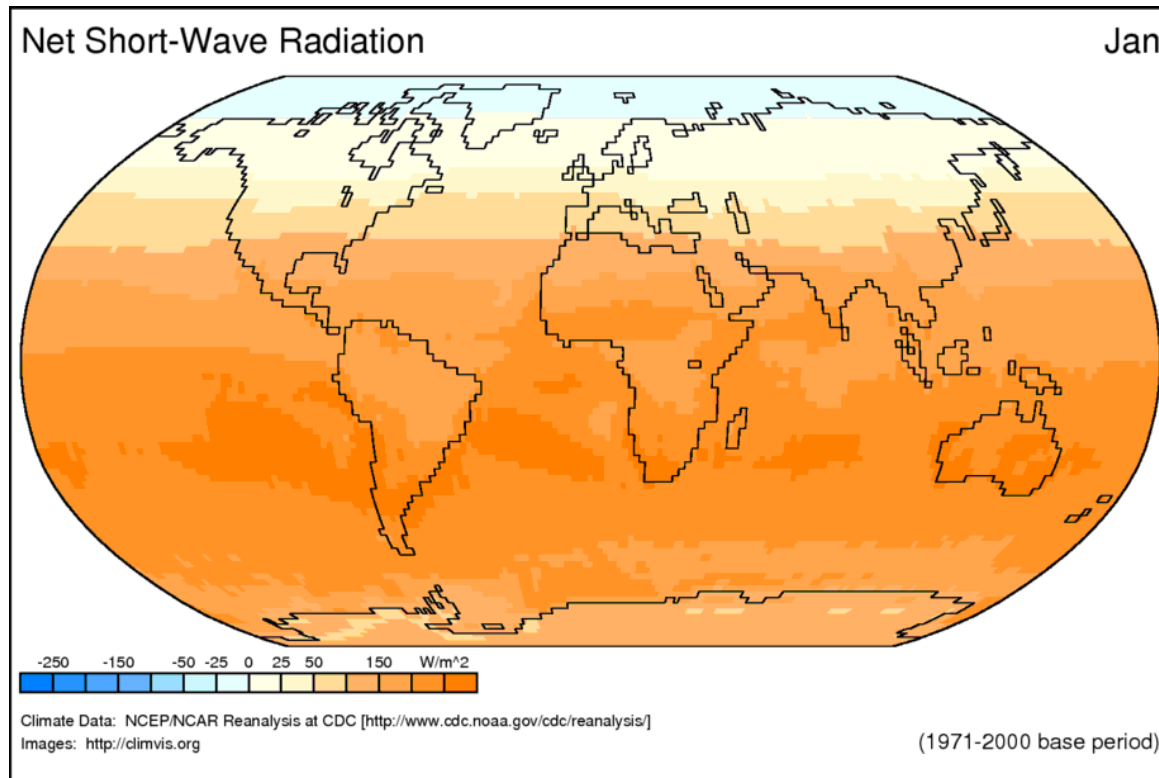 Net Short-Wave Radiation Jan
-250 -150 -50 -25 0 25 50 150 W/m^2
Climate Data: NCEP/NCAR Reanalysis at CDC [http://www.cdc.noaa.gov/cdc/reanalysis/]
Images: http://climvis.org (1971-2000 base period)